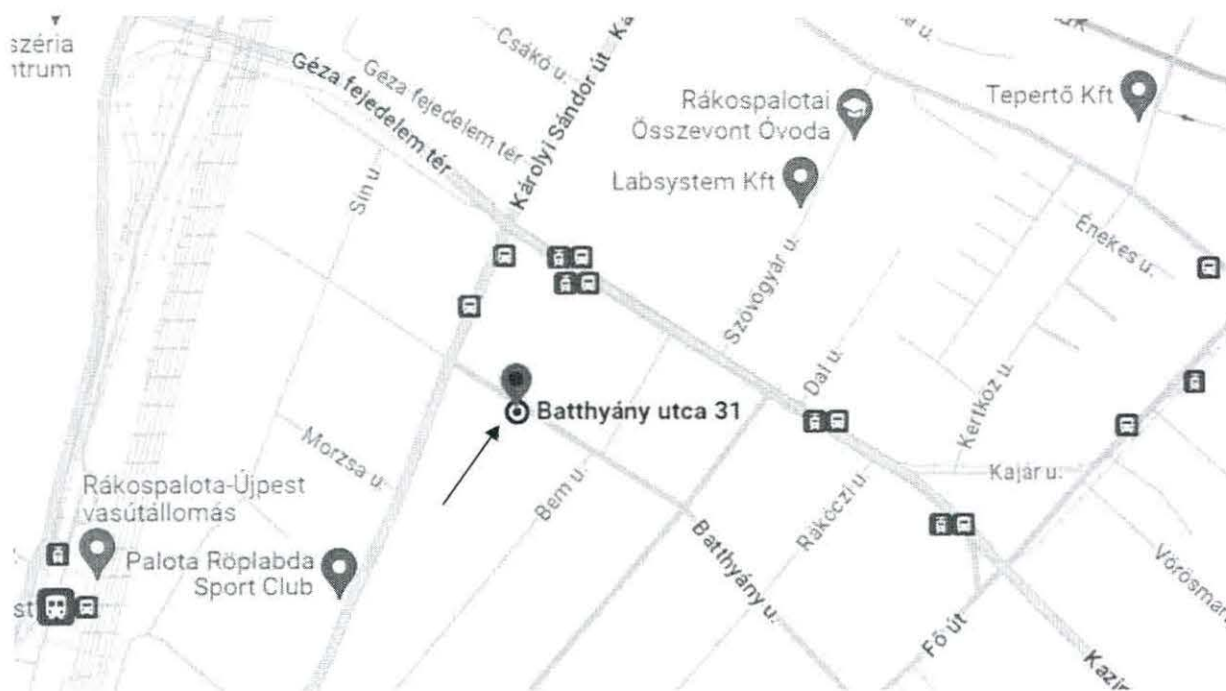 Csákó u.
Géza fejedelem tér
Géza fejedelem tér
Károlyi Sándor út
Rákospalotai
Összevont Óvoda
Tepertő Kft
Labsystem Kft
Sín u.
Énekes u.
Szövőgyár u.
Dal u.
Batthyány utca 31
Kertköz u.
Morzsa u.
Kajár u.
Rákospalota-Újpest
vasútállomás
Bem u.
Rákóczi u.
Palota Röplabda
Sport Club
Batthyány u.
Fő út